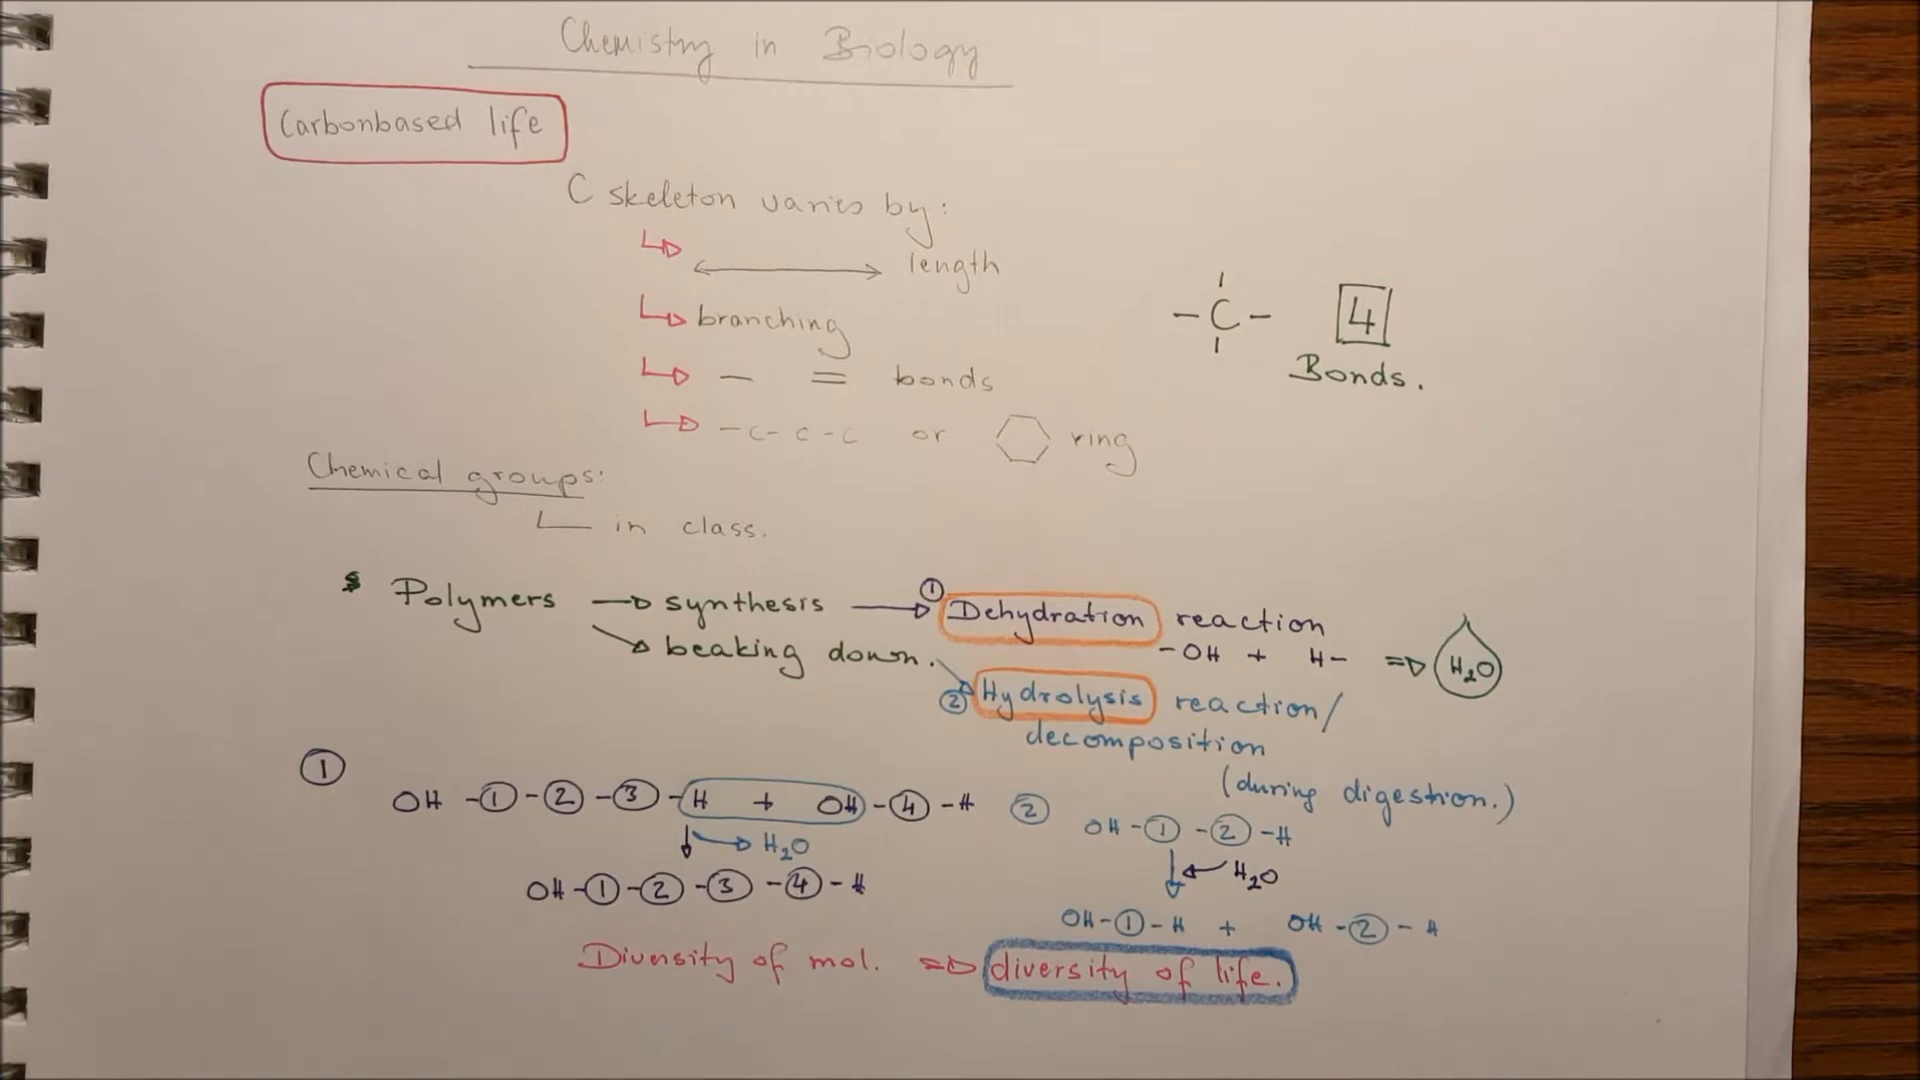 Chemistry in Biology
Carbonbased life
C skeleton varies by:
length
branching
— = bonds
-C-C-C or ring
- C - 4
Bonds.
Chemical groups:
in class.
Polymers → synthesis → ① Dehydration reaction
-OH + H- ⇒ H₂O
beaking down.
② Hydrolysis reaction/
decomposition
(during digestion.)
①
OH -①-②-③-H + OH-④-H
→ H₂O
OH-①-②-③-④-H
②
OH-①-②-H
← H₂O
OH-①-H + OH-②-H
Diversity of mol. ⇒ diversity of life.